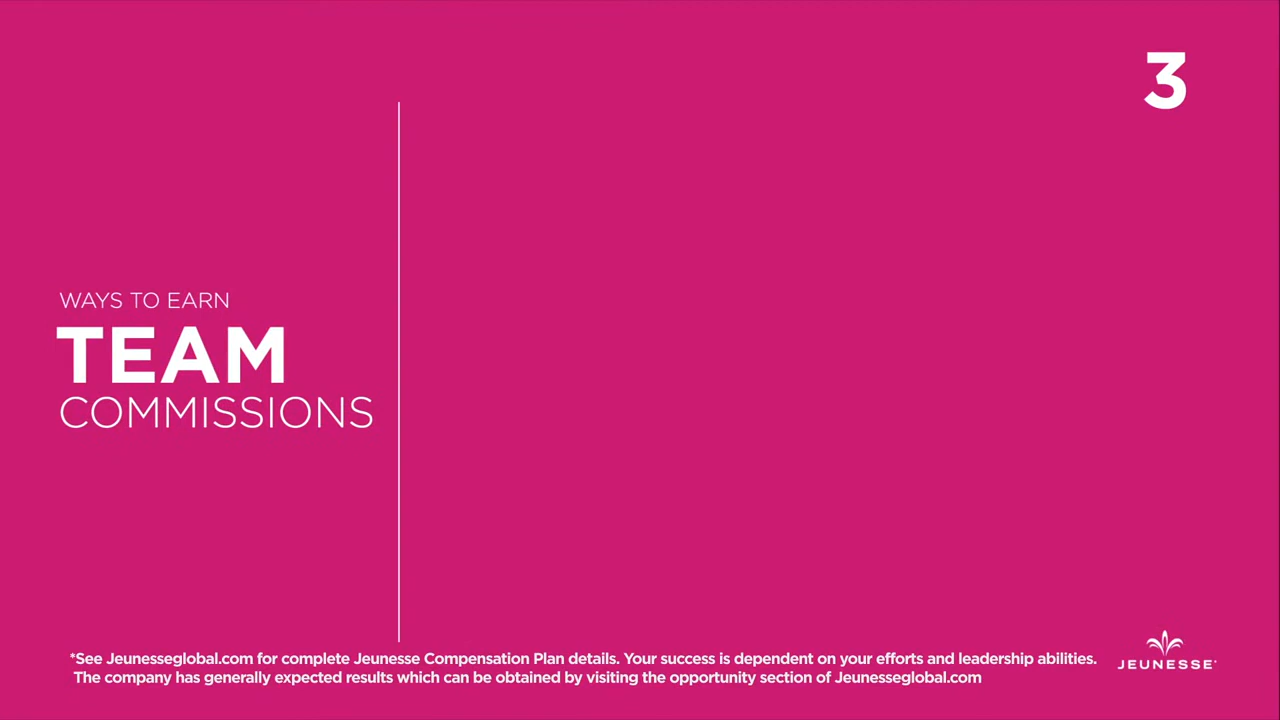 3
WAYS TO EARN
TEAM
COMMISSIONS
*See Jeunesseglobal.com for complete Jeunesse Compensation Plan details. Your success is dependent on your efforts and leadership abilities.
The company has generally expected results which can be obtained by visiting the opportunity section of Jeunesseglobal.com
JEUNESSE